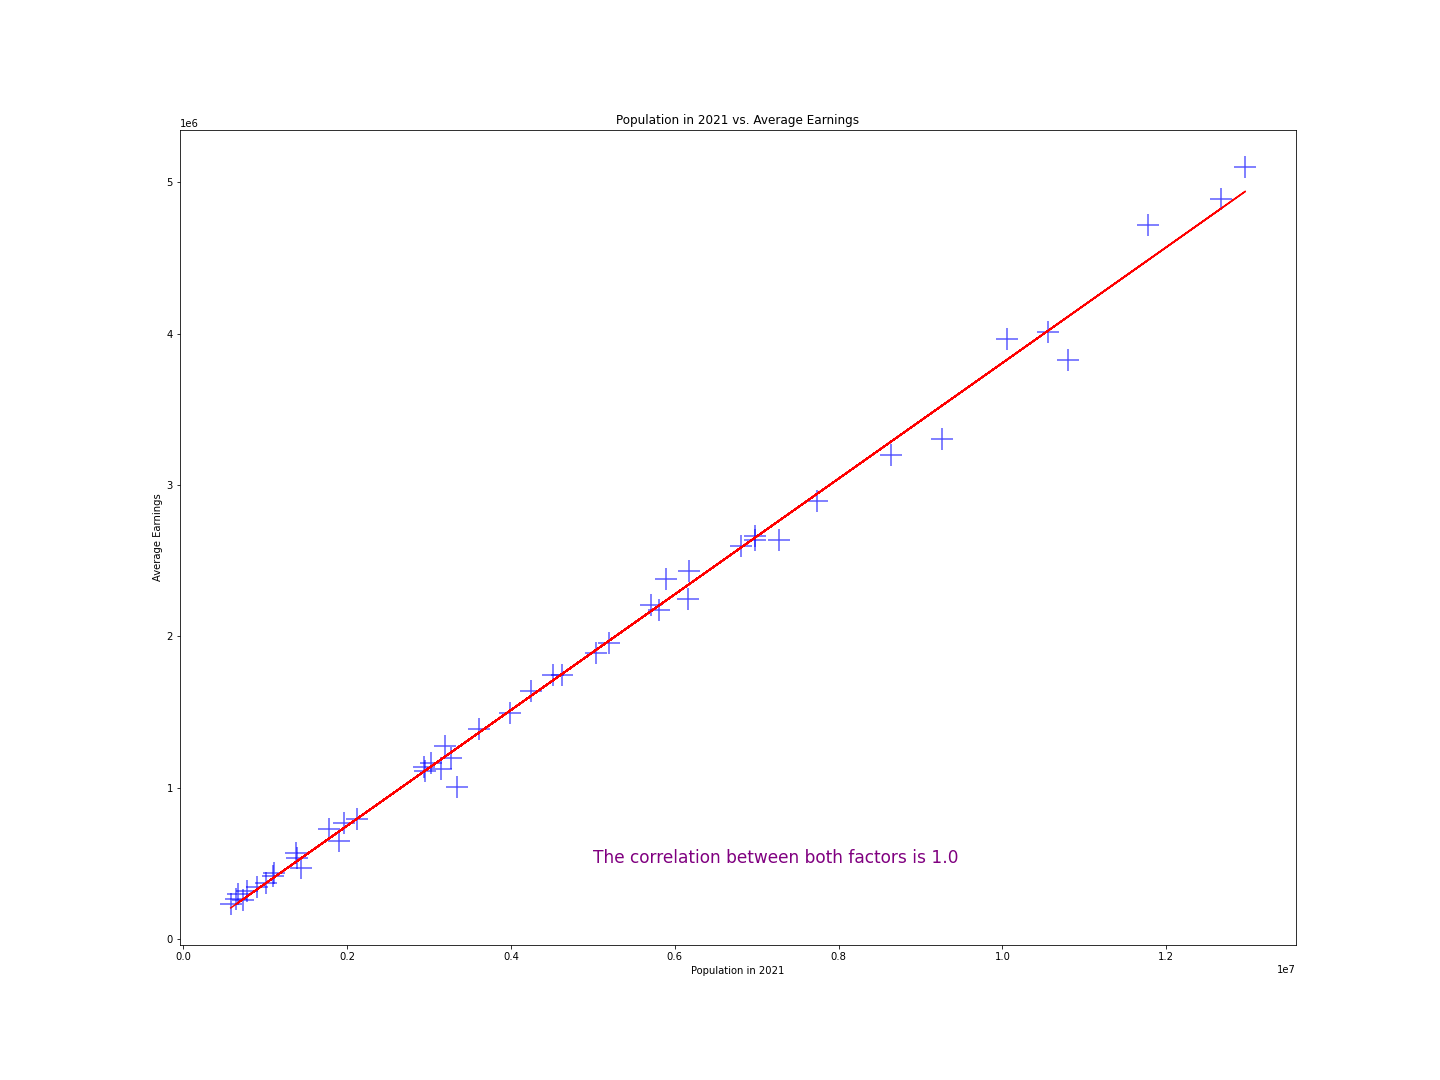 Population in 2021 vs. Average Earnings
1e6
5
4
3
2
1
0
Average Earnings
The correlation between both factors is 1.0
0.0 0.2 0.4 0.6 0.8 1.0 1.2
Population in 2021
1e7